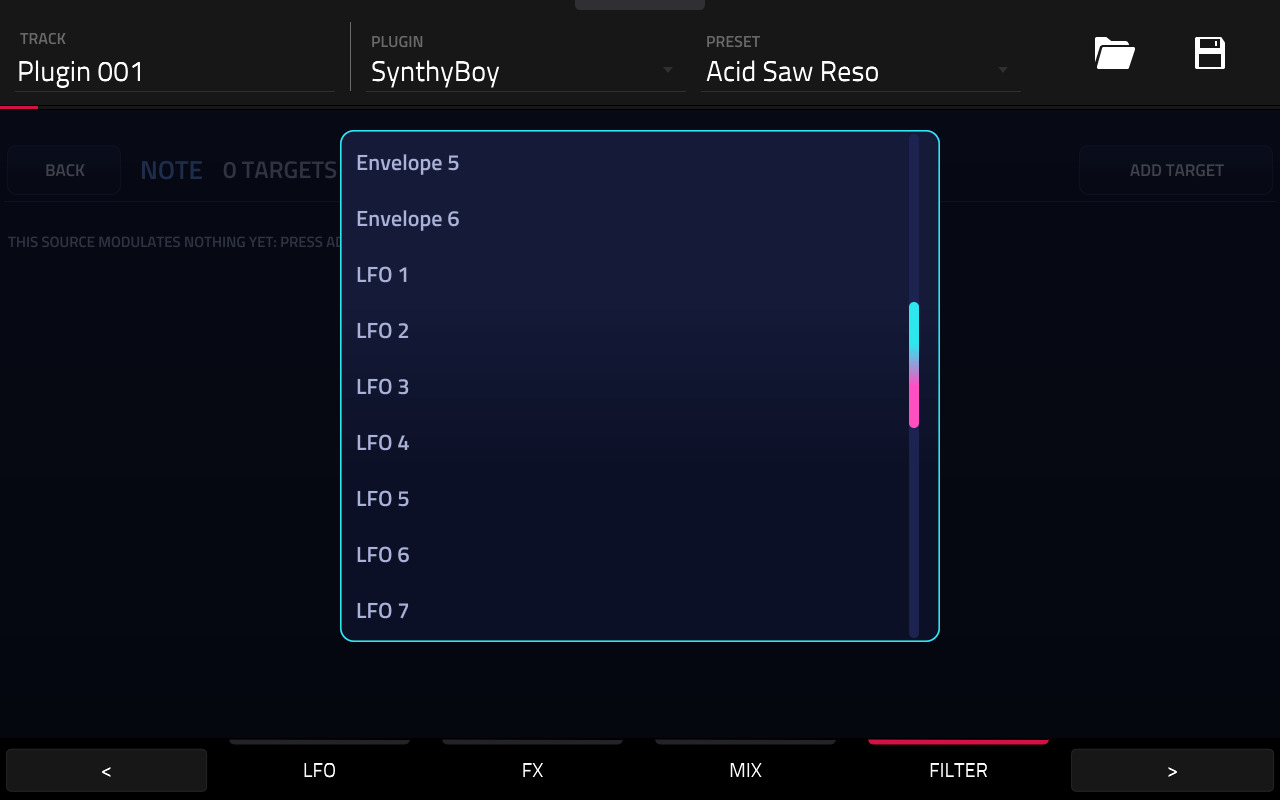 TRACK
Plugin 001
PLUGIN
SynthyBoy
PRESET
Acid Saw Reso
BACK
NOTE
0 TARGETS
ADD TARGET
THIS SOURCE MODULATES NOTHING YET: PRESS AD
Envelope 5
Envelope 6
LFO 1
LFO 2
LFO 3
LFO 4
LFO 5
LFO 6
LFO 7
<
LFO
FX
MIX
FILTER
>